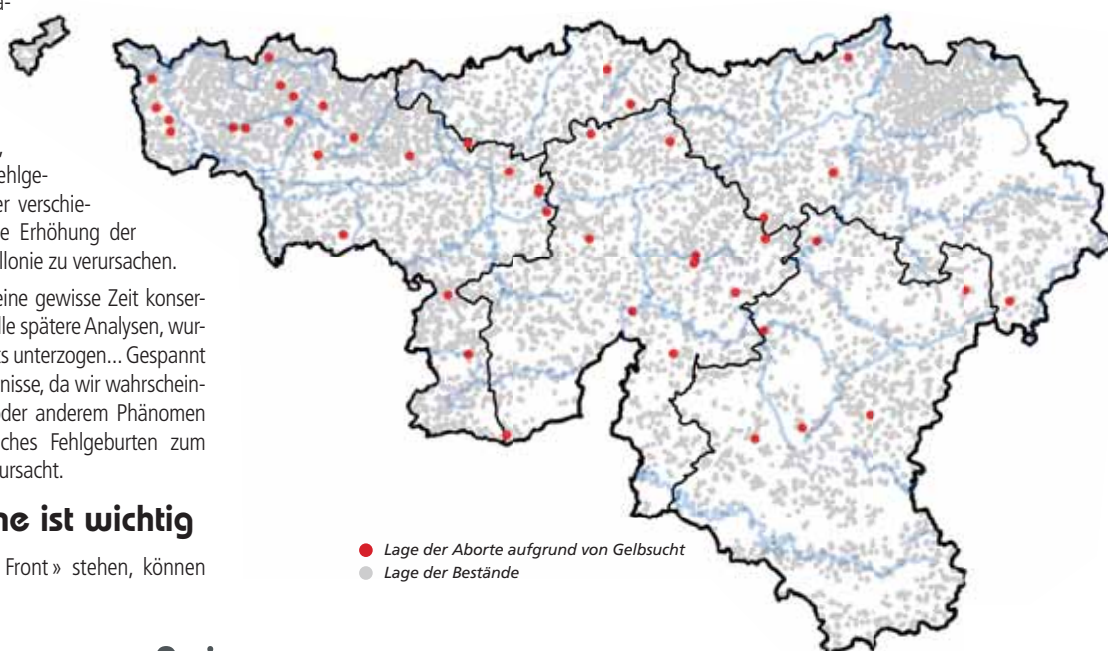 a-
,
ehlge-
er verschie-
e Erhöhung der
llonie zu verursachen.
eine gewisse Zeit konser-
lle spätere Analysen, wur-
ts unterzogen... Gespannt
nisse, da wir wahrschein-
oder anderem Phänomen
ches Fehlgeburten zum
ursacht.
ne ist wichtig
Front» stehen, können
Lage der Aborte aufgrund von Gelbsucht
Lage der Bestände